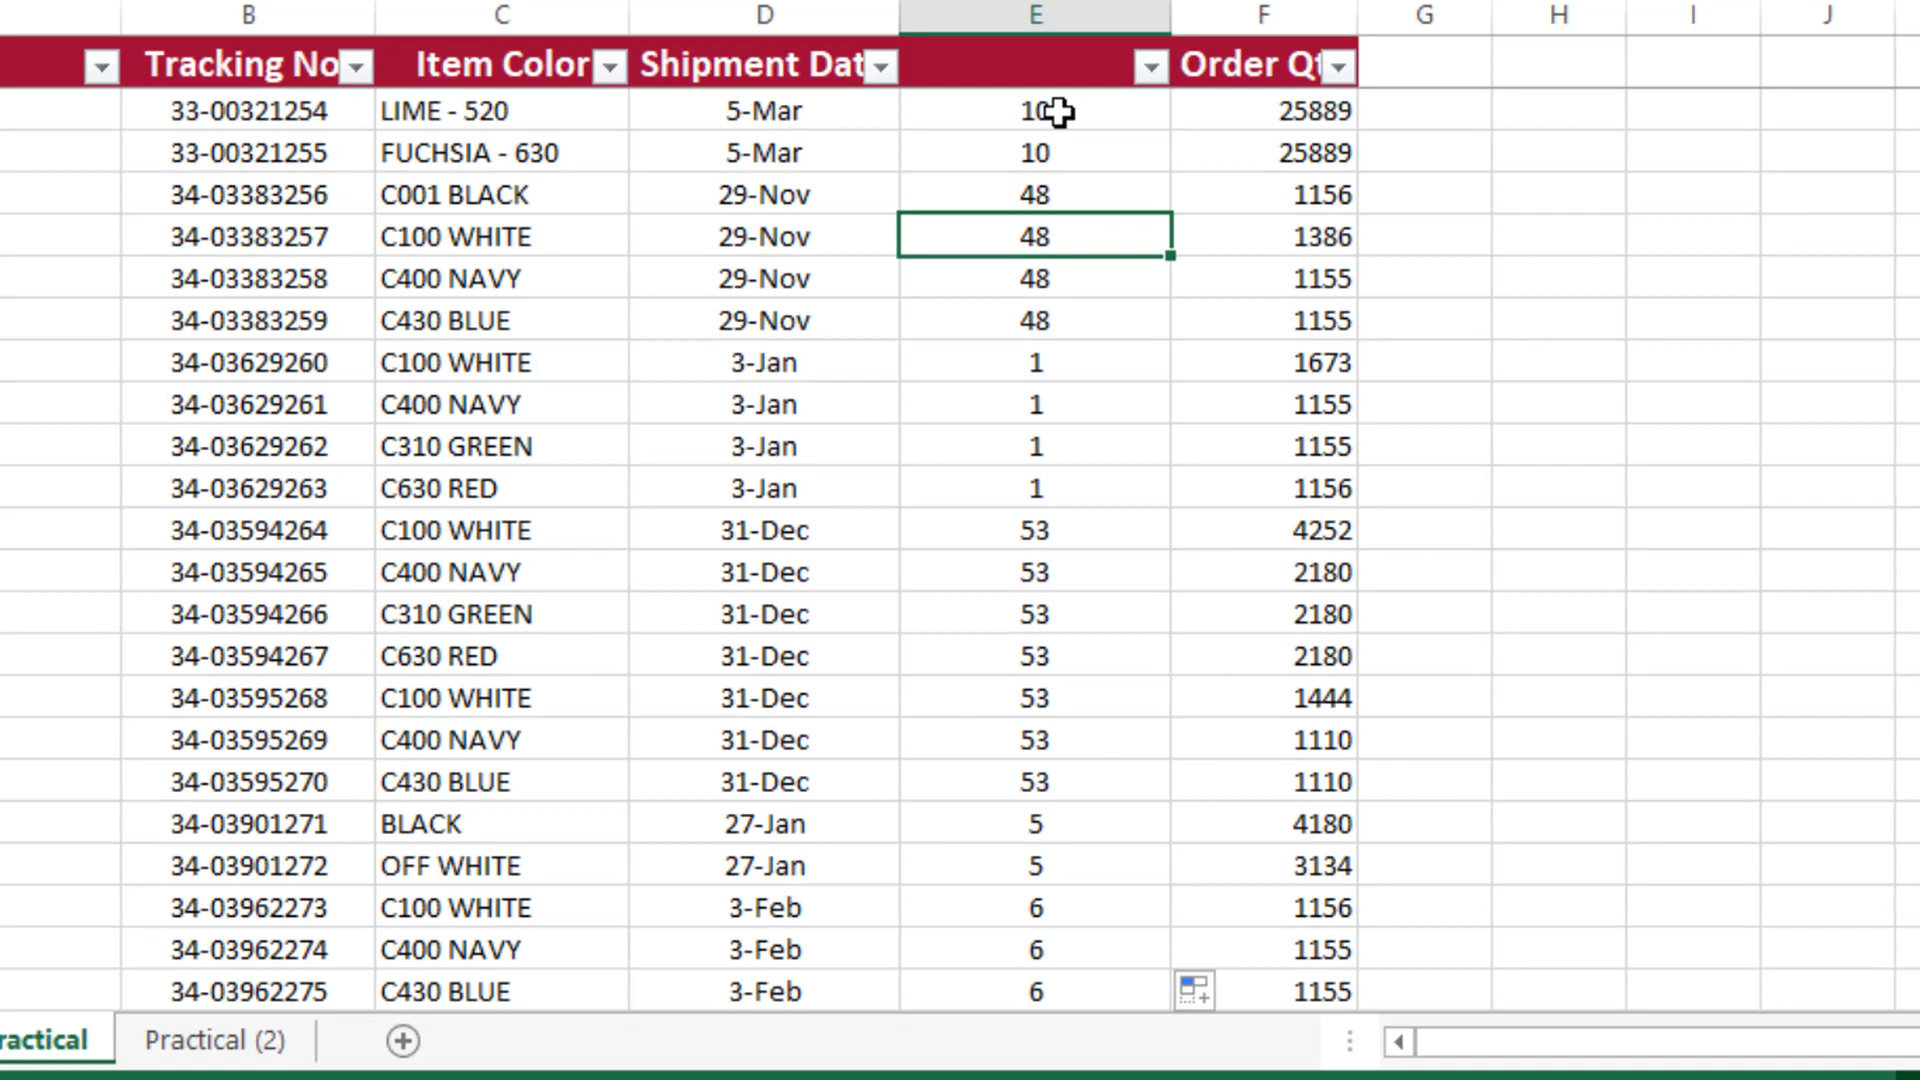 B C D E F G H I J
Tracking No Item Color Shipment Dat Order Qt
33-00321254 LIME - 520 5-Mar 10 25889
33-00321255 FUCHSIA - 630 5-Mar 10 25889
34-03383256 C001 BLACK 29-Nov 48 1156
34-03383257 C100 WHITE 29-Nov 48 1386
34-03383258 C400 NAVY 29-Nov 48 1155
34-03383259 C430 BLUE 29-Nov 48 1155
34-03629260 C100 WHITE 3-Jan 1 1673
34-03629261 C400 NAVY 3-Jan 1 1155
34-03629262 C310 GREEN 3-Jan 1 1155
34-03629263 C630 RED 3-Jan 1 1156
34-03594264 C100 WHITE 31-Dec 53 4252
34-03594265 C400 NAVY 31-Dec 53 2180
34-03594266 C310 GREEN 31-Dec 53 2180
34-03594267 C630 RED 31-Dec 53 2180
34-03595268 C100 WHITE 31-Dec 53 1444
34-03595269 C400 NAVY 31-Dec 53 1110
34-03595270 C430 BLUE 31-Dec 53 1110
34-03901271 BLACK 27-Jan 5 4180
34-03901272 OFF WHITE 27-Jan 5 3134
34-03962273 C100 WHITE 3-Feb 6 1156
34-03962274 C400 NAVY 3-Feb 6 1155
34-03962275 C430 BLUE 3-Feb 6 1155
ractical Practical (2)